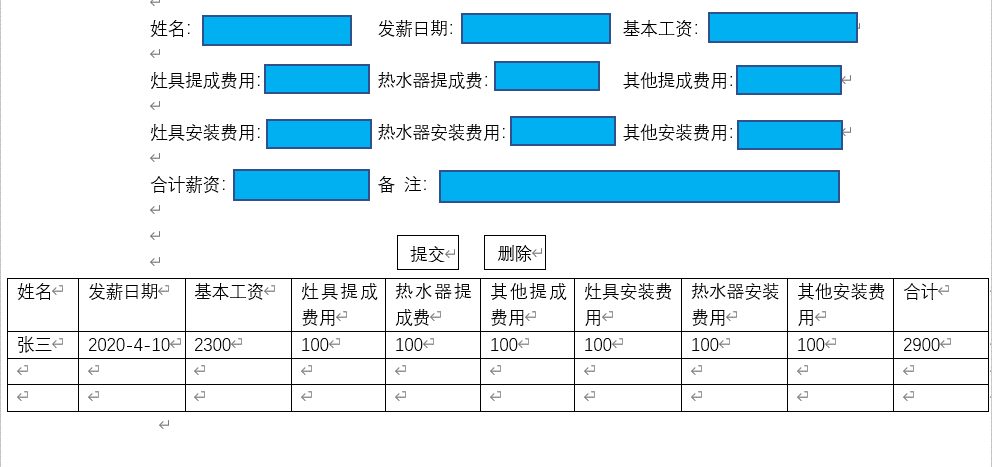 姓名: 发薪日期: 基本工资:
灶具提成费用: 热水器提成费: 其他提成费用:
灶具安装费用: 热水器安装费用: 其他安装费用:
合计薪资: 备 注:
提交 删除
姓名 发薪日期 基本工资 灶具提成 热水器提 其他提成 灶具安装费 热水器安装 其他安装费 合计
费用 成费 费用 用 费用 用
张三 2020-4-10 2300 100 100 100 100 100 100 2900